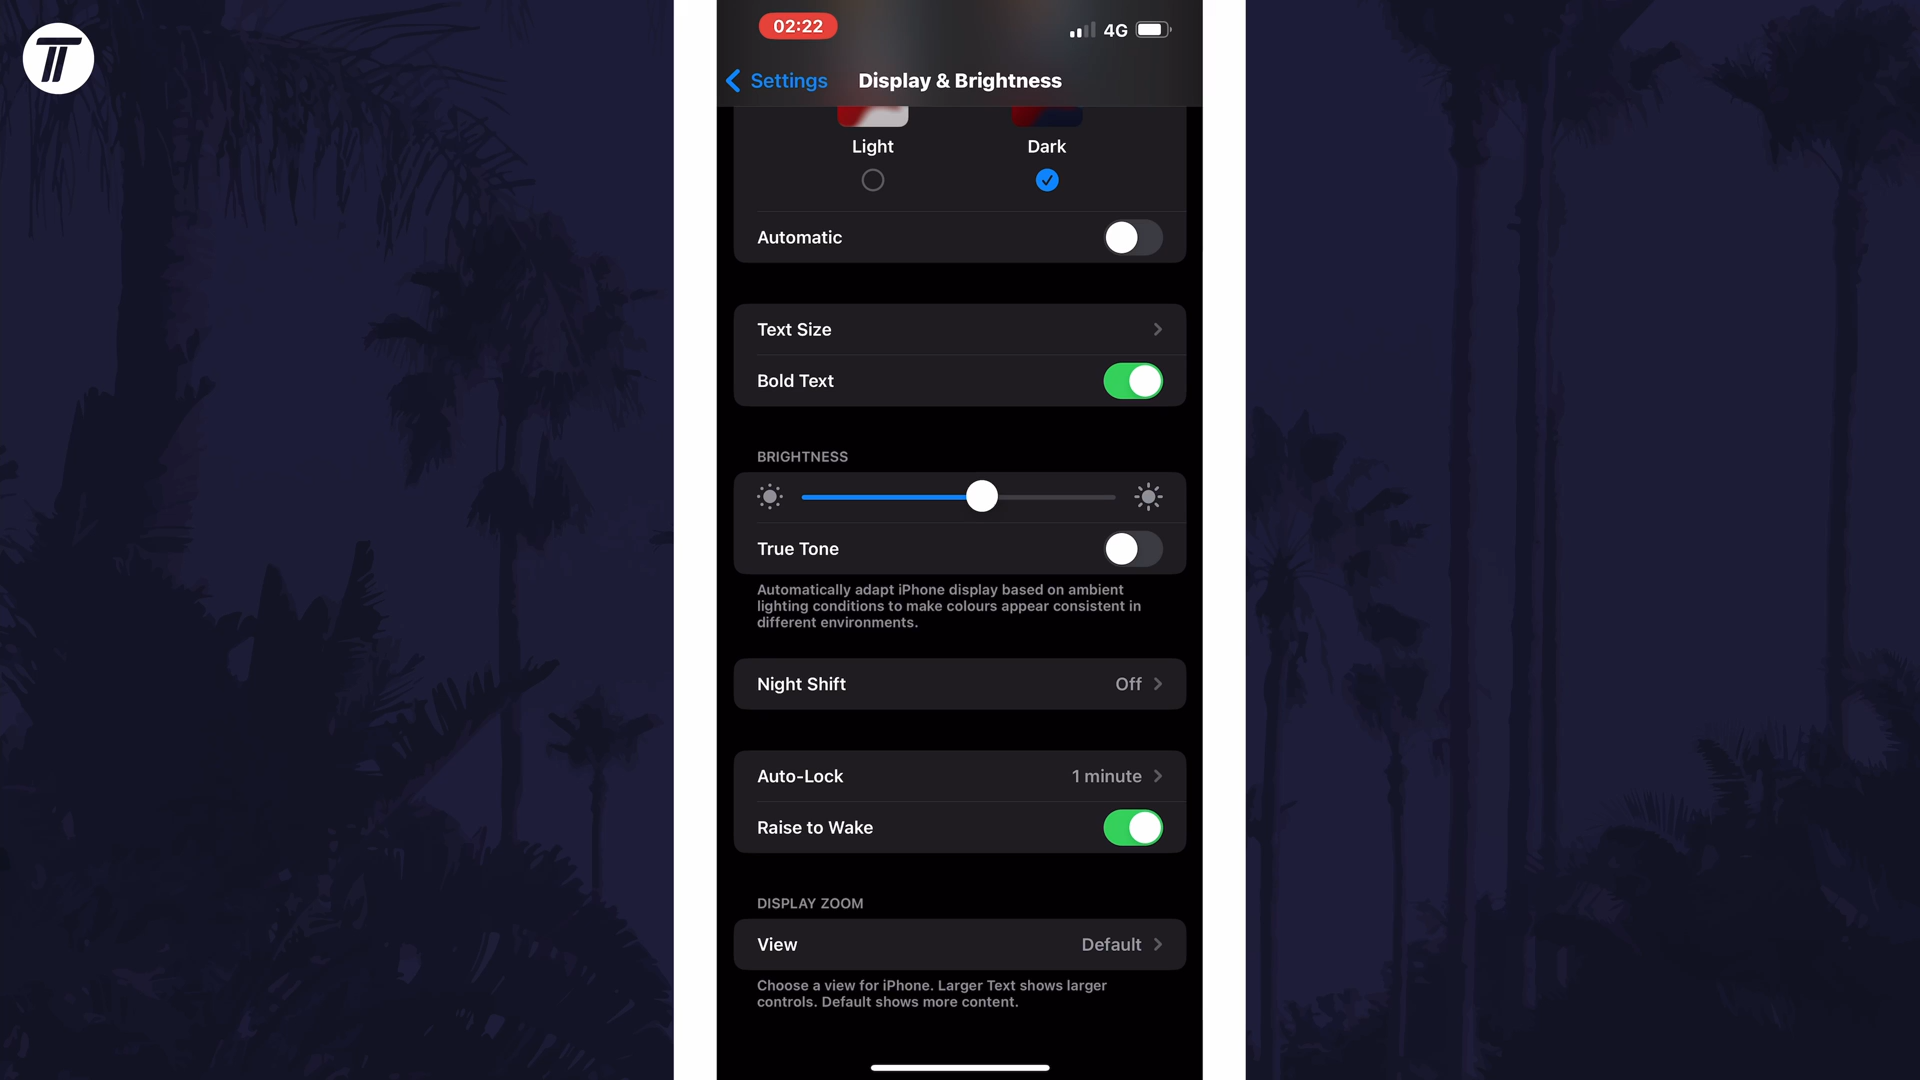 02:22
4G
Settings
Display & Brightness
Light
Dark
Automatic
Text Size
Bold Text
BRIGHTNESS
True Tone
Automatically adapt iPhone display based on ambient
lighting conditions to make colours appear consistent in
different environments.
Night Shift
Off
Auto-Lock
1 minute
Raise to Wake
DISPLAY ZOOM
View
Default
Choose a view for iPhone. Larger Text shows larger
controls. Default shows more content.